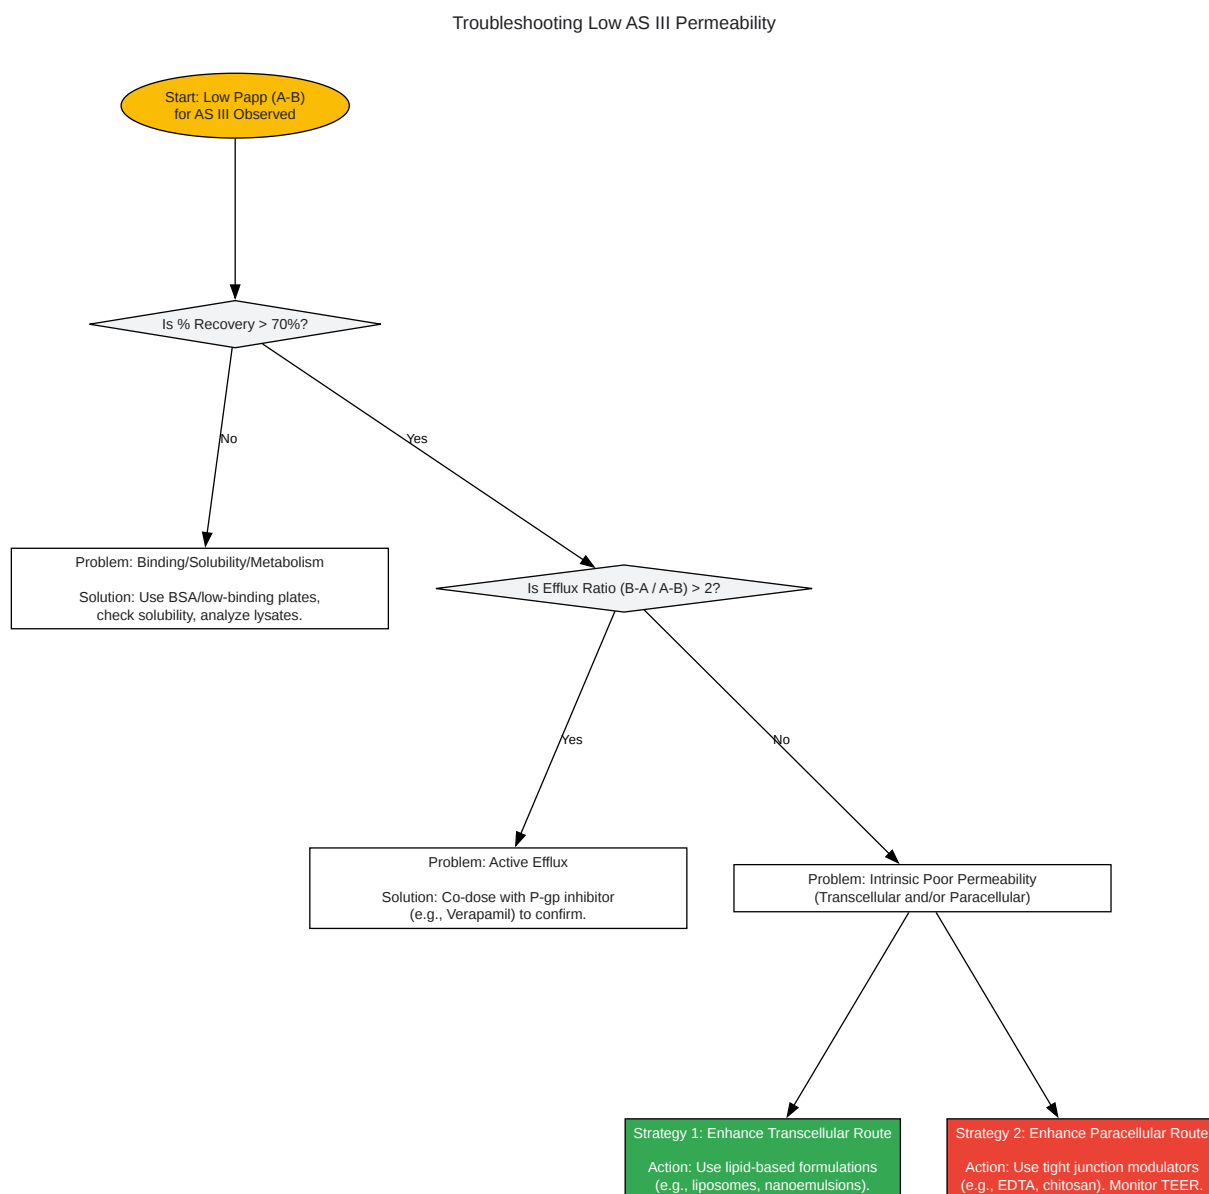 Troubleshooting Low AS III Permeability
Start: Low Papp (A-B)
for AS III Observed
Is % Recovery > 70%?
No
Yes
Problem: Binding/Solubility/Metabolism
Solution: Use BSA/low-binding plates,
check solubility, analyze lysates.
Is Efflux Ratio (B-A / A-B) > 2?
Yes
No
Problem: Active Efflux
Solution: Co-dose with P-gp inhibitor
(e.g., Verapamil) to confirm.
Problem: Intrinsic Poor Permeability
(Transcellular and/or Paracellular)
Strategy 1: Enhance Transcellular Route
Action: Use lipid-based formulations
(e.g., liposomes, nanoemulsions).
Strategy 2: Enhance Paracellular Route
Action: Use tight junction modulators
(e.g., EDTA, chitosan). Monitor TEER.